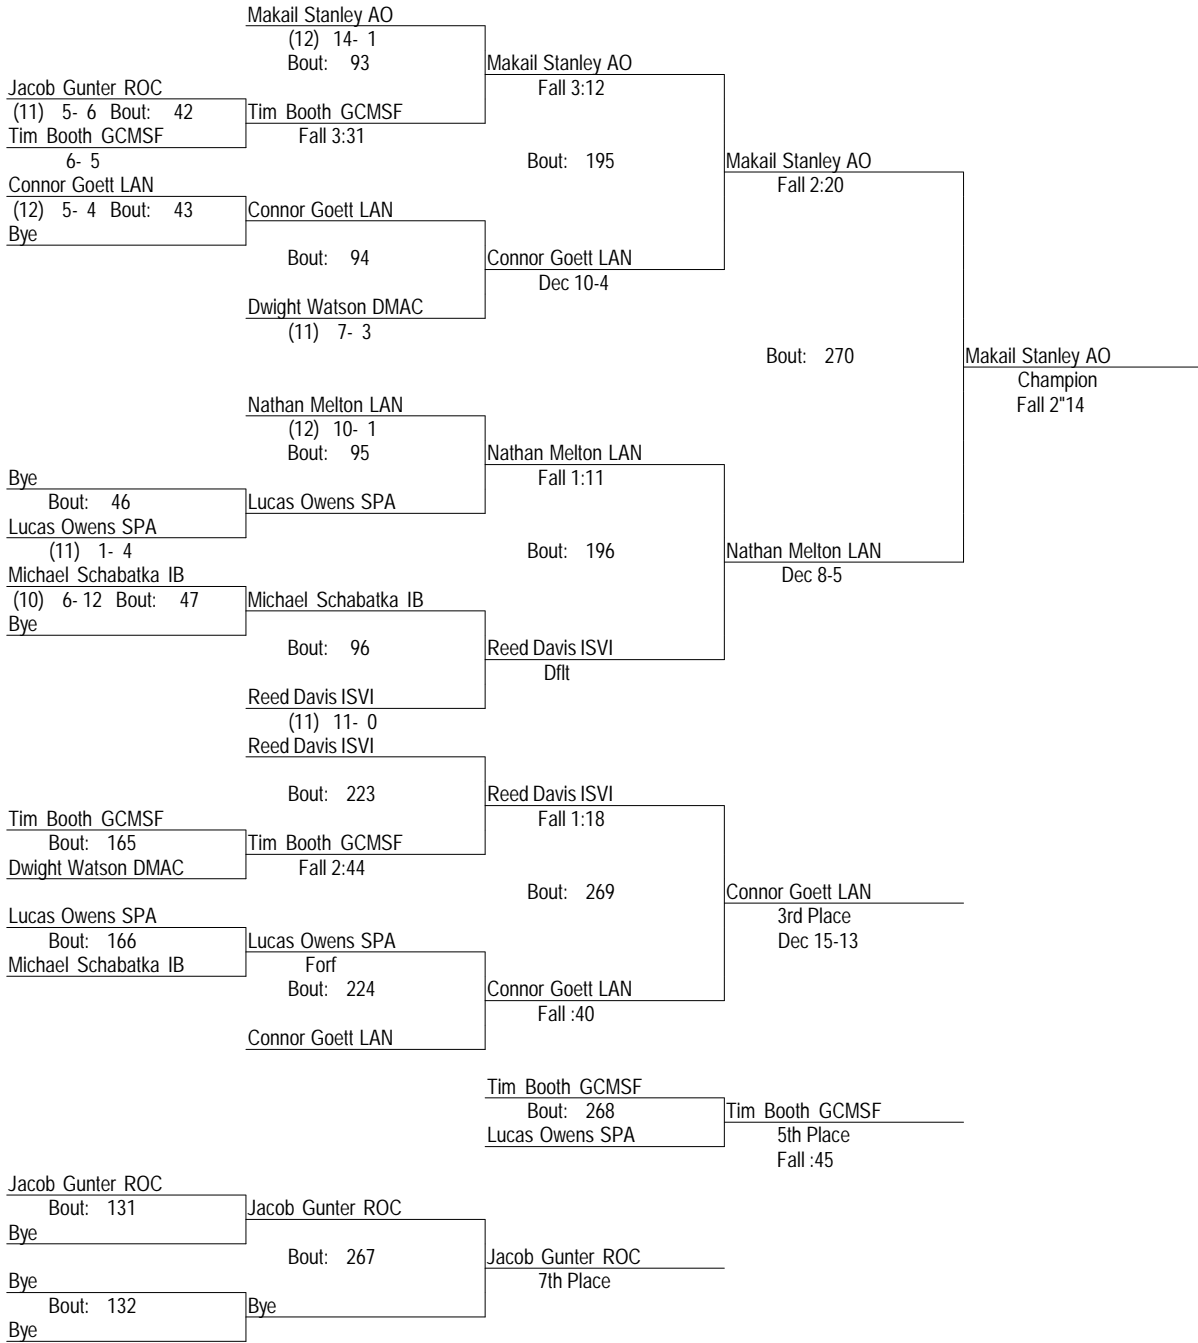 Makail Stanley AO
(12) 14- 1
Bout: 93
Makail Stanley AO
Fall 3:12
Jacob Gunter ROC
(11) 5- 6 Bout: 42
Tim Booth GCMSF
Tim Booth GCMSF
Fall 3:31
6- 5
Bout: 195
Makail Stanley AO
Fall 2:20
Connor Goett LAN
(12) 5- 4 Bout: 43
Connor Goett LAN
Bye
Bout: 94
Connor Goett LAN
Dec 10-4
Dwight Watson DMAC
(11) 7- 3
Bout: 270
Makail Stanley AO
Champion
Fall 2"14
Nathan Melton LAN
(12) 10- 1
Bout: 95
Nathan Melton LAN
Fall 1:11
Bye
Bout: 46
Lucas Owens SPA
Lucas Owens SPA
(11) 1- 4
Bout: 196
Nathan Melton LAN
Dec 8-5
Michael Schabatka IB
(10) 6- 12 Bout: 47
Michael Schabatka IB
Bye
Bout: 96
Reed Davis ISVI
Dflt
Reed Davis ISVI
(11) 11- 0
Reed Davis ISVI
Bout: 223
Reed Davis ISVI
Fall 1:18
Tim Booth GCMSF
Bout: 165
Tim Booth GCMSF
Dwight Watson DMAC
Fall 2:44
Bout: 269
Connor Goett LAN
3rd Place
Dec 15-13
Lucas Owens SPA
Bout: 166
Lucas Owens SPA
Michael Schabatka IB
Forf
Bout: 224
Connor Goett LAN
Fall :40
Connor Goett LAN
Tim Booth GCMSF
Bout: 268
Tim Booth GCMSF
Lucas Owens SPA
5th Place
Fall :45
Jacob Gunter ROC
Bout: 131
Jacob Gunter ROC
Bye
Bout: 267
Jacob Gunter ROC
7th Place
Bye
Bout: 132
Bye
Bye